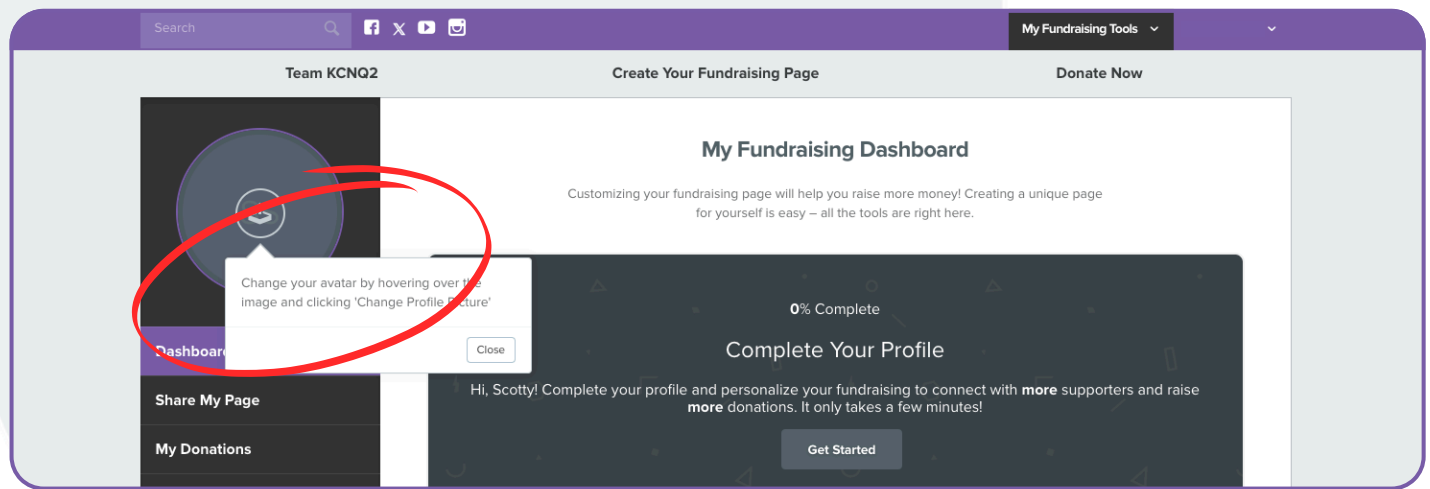 Search
My Fundraising Tools
Team KCNQ2
Create Your Fundraising Page
Donate Now
My Fundraising Dashboard
Customizing your fundraising page will help you raise more money! Creating a unique page
for yourself is easy – all the tools are right here.
Change your avatar by hovering over the
image and clicking 'Change Profile Picture'
Close
0% Complete
Complete Your Profile
Hi, Scotty! Complete your profile and personalize your fundraising to connect with more supporters and raise
more donations. It only takes a few minutes!
Get Started
Dashboard
Share My Page
My Donations